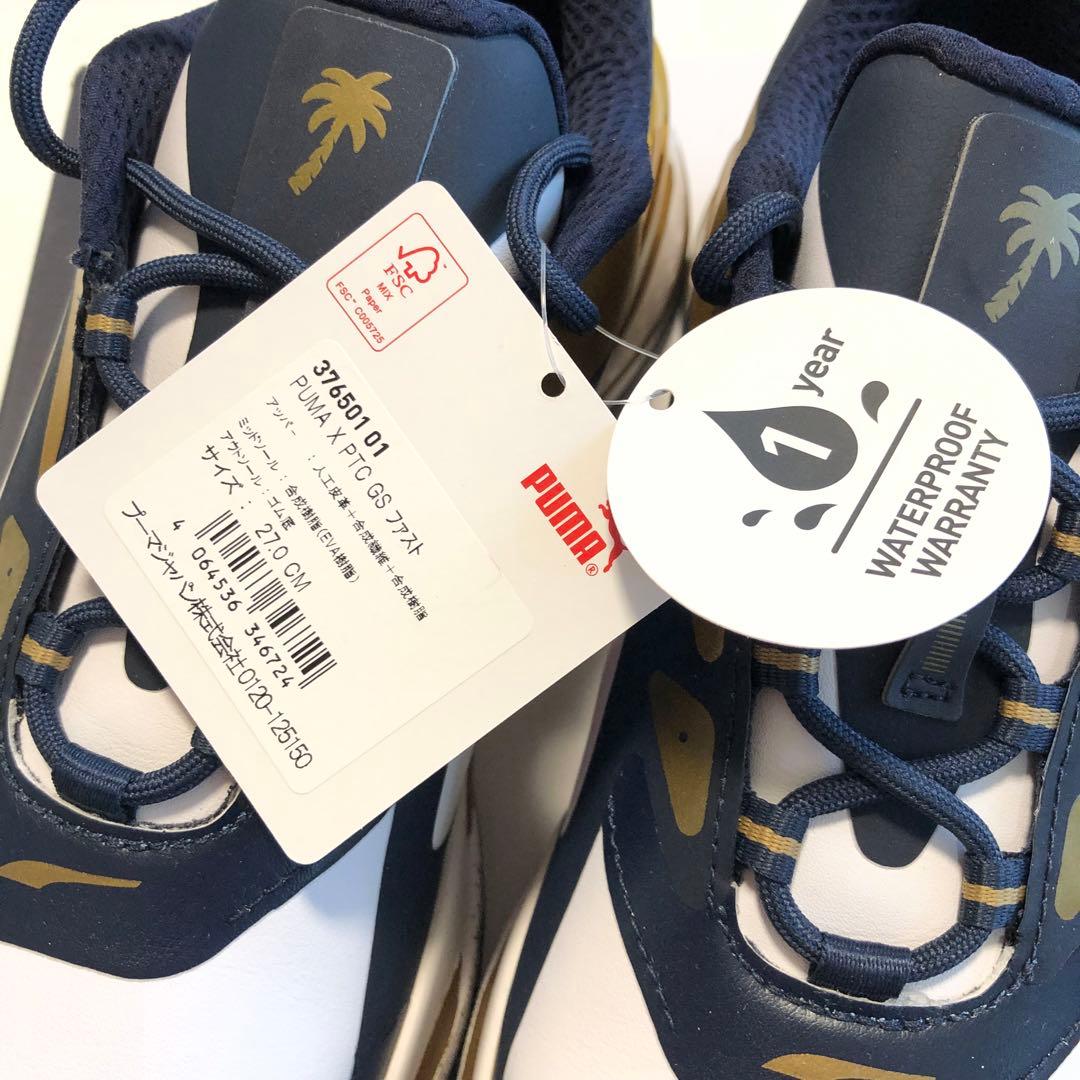 FSC
MIX
Paper
FSC™ C005725
376501 01
PUMA X PTC GS ファスト
アッパー : 人工皮革+合成繊維+合成樹脂
ミッドソール : 合成樹脂(EVA樹脂)
アウトソール : ゴム底
サイズ : 27.0 CM
4 064536 346724
プーマジャパン株式会社0120-125150
PUMA®
1 year
WATERPROOF
WARRANTY